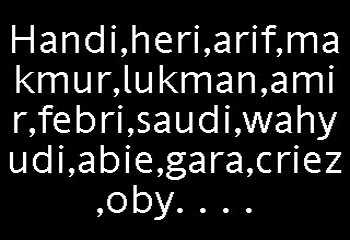 Handi,heri,arif,ma
kmur,lukman,ami
r,febri,saudi,wahy
udi,abie,gara,criez
,oby. . . .